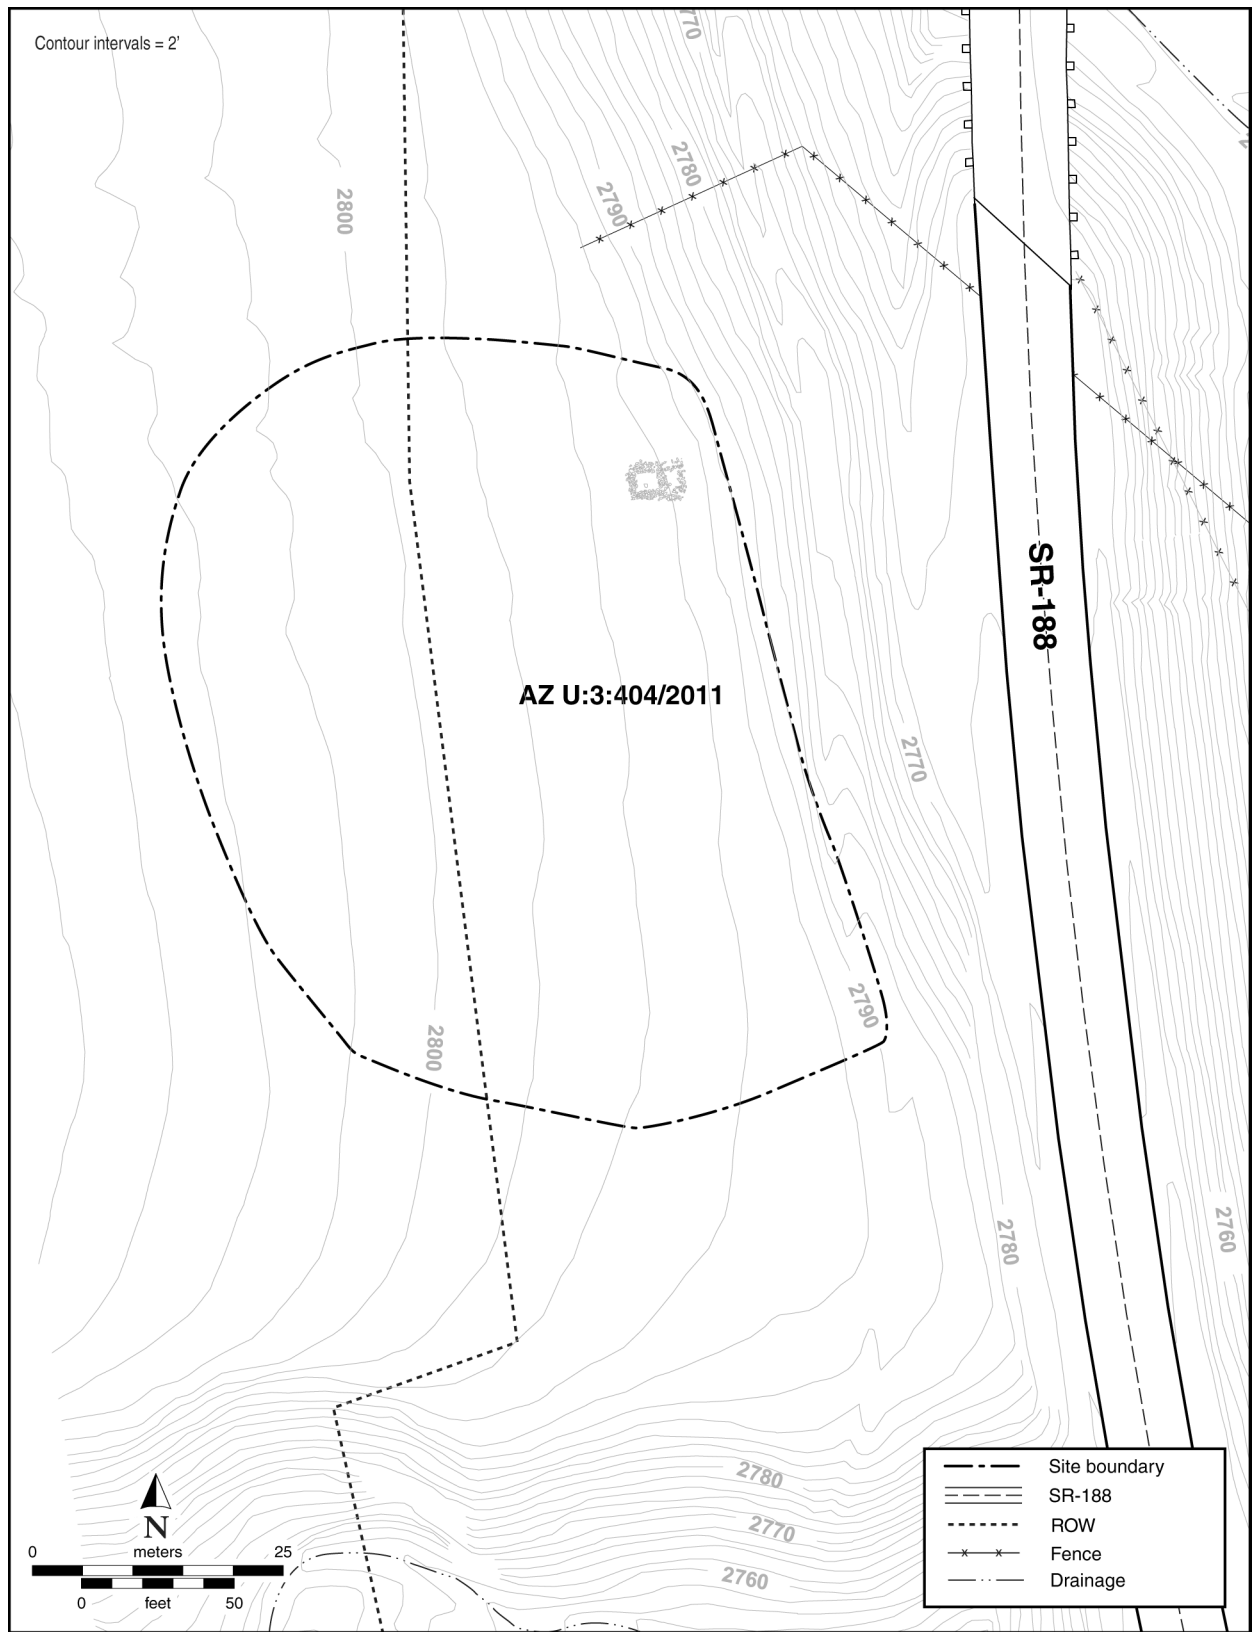 Contour intervals = 2'
70
2780
2790
2800
SR-188
AZ U:3:404/2011
2770
2790
2800
2780
2760
2780
2770
2760
N
0 meters 25
0 feet 50
Site boundary
SR-188
ROW
Fence
Drainage